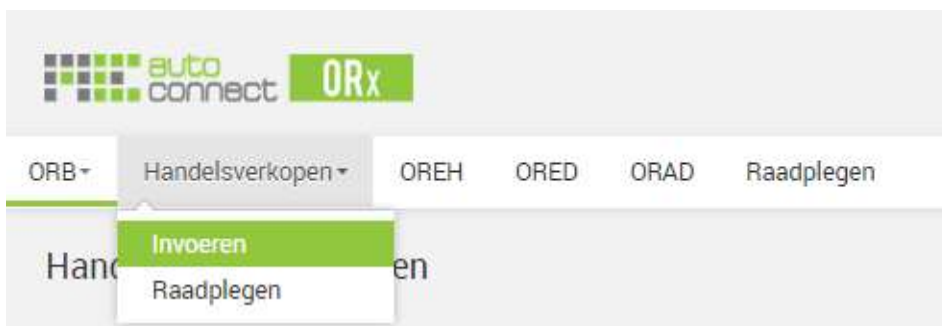 auto
connect ORx
ORB Handelsverkopen OREH ORED ORAD Raadplegen
Invoeren
Hand en
Raadplegen